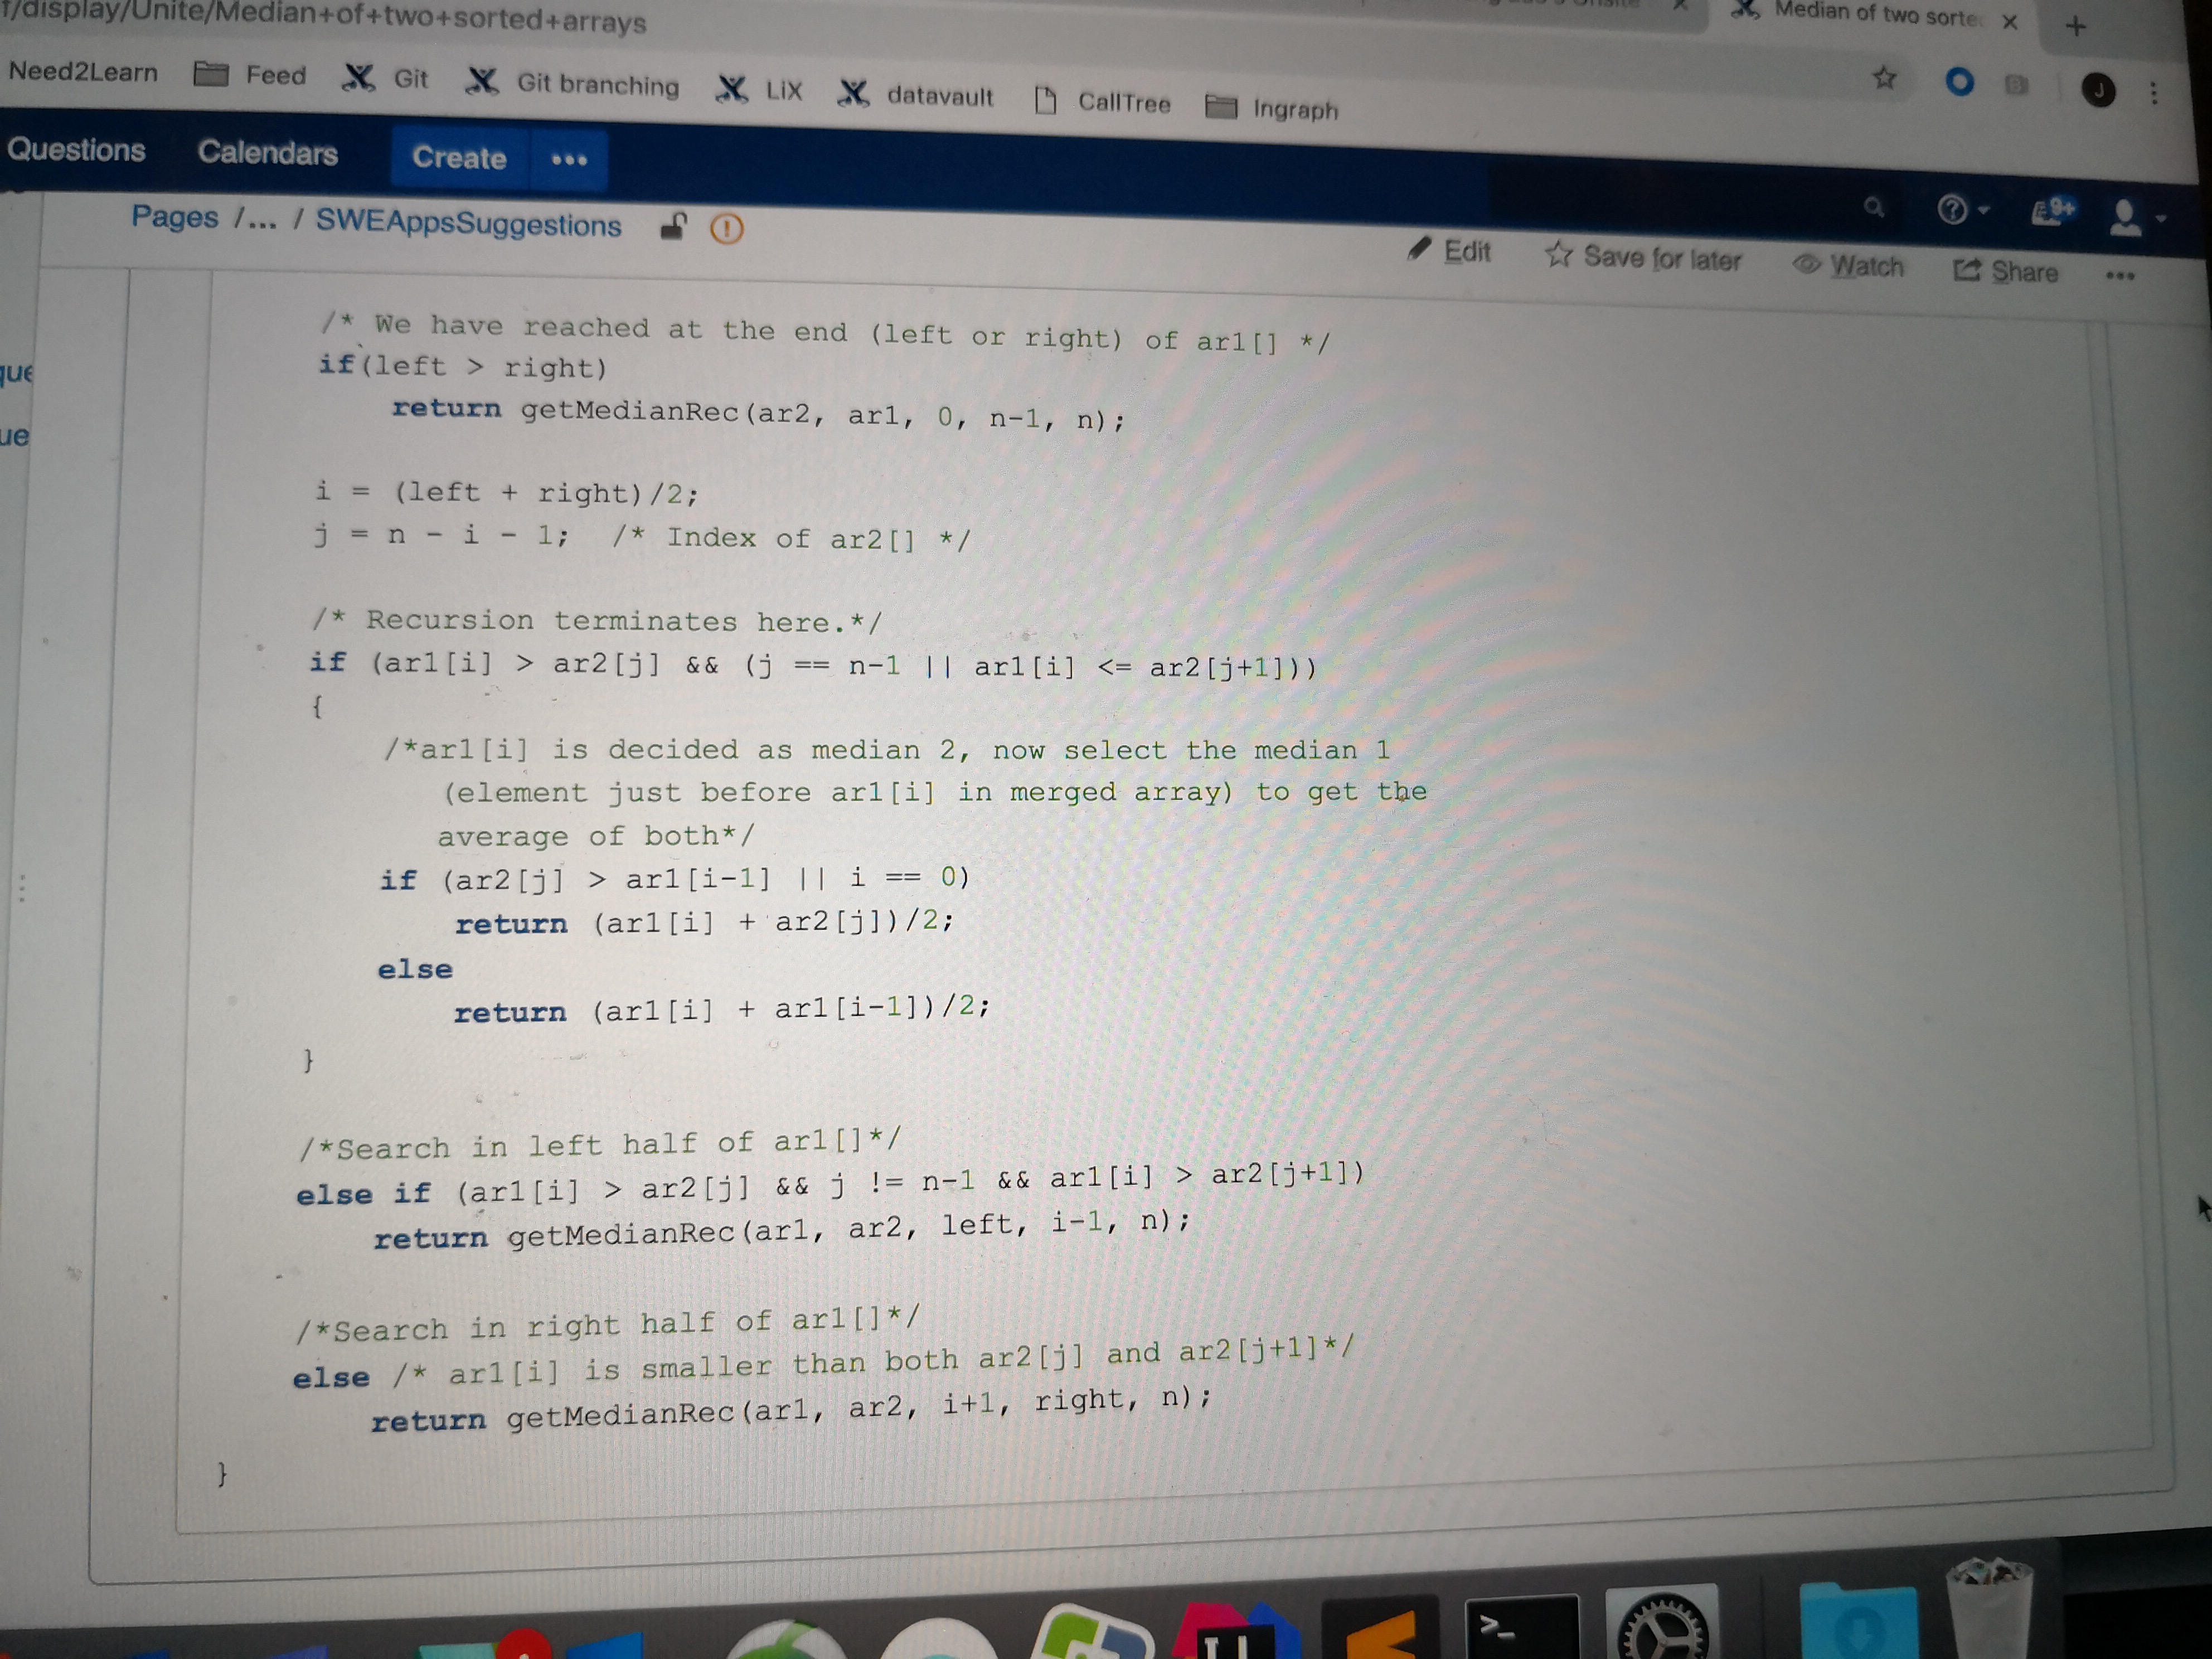 f/display/Unite/Median+of+two+sorted+arrays
Median of two sorte
Need2Learn Feed Git Git branching LiX datavault CallTree Ingraph
J
Questions Calendars Create
9+
Pages /... / SWEAppsSuggestions
Edit Save for later Watch Share
que
ue
/* We have reached at the end (left or right) of ar1[] */
if(left > right)
return getMedianRec(ar2, ar1, 0, n-1, n);
i = (left + right)/2;
j = n - i - 1; /* Index of ar2[] */
/* Recursion terminates here.*/
if (ar1[i] > ar2[j] && (j == n-1 || ar1[i] <= ar2[j+1]))
{
/*ar1[i] is decided as median 2, now select the median 1
(element just before ar1[i] in merged array) to get the
average of both*/
if (ar2[j] > ar1[i-1] || i == 0)
return (ar1[i] + ar2[j])/2;
else
return (ar1[i] + ar1[i-1])/2;
}
/*Search in left half of ar1[]*/
else if (ar1[i] > ar2[j] && j != n-1 && ar1[i] > ar2[j+1])
return getMedianRec(ar1, ar2, left, i-1, n);
/*Search in right half of ar1[]*/
else /* ar1[i] is smaller than both ar2[j] and ar2[j+1]*/
return getMedianRec(ar1, ar2, i+1, right, n);
}
>_